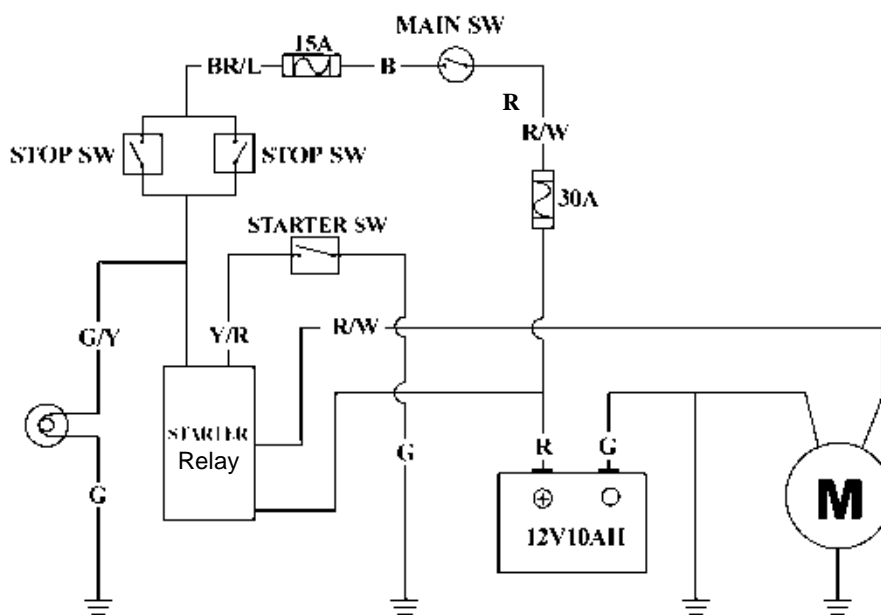 MAIN SW
15A
BR/L
B
R
R/W
STOP SW
STOP SW
30A
STARTER SW
G/Y
Y/R
R/W
STARTER
Relay
G
G
R
G
12V10AH
M